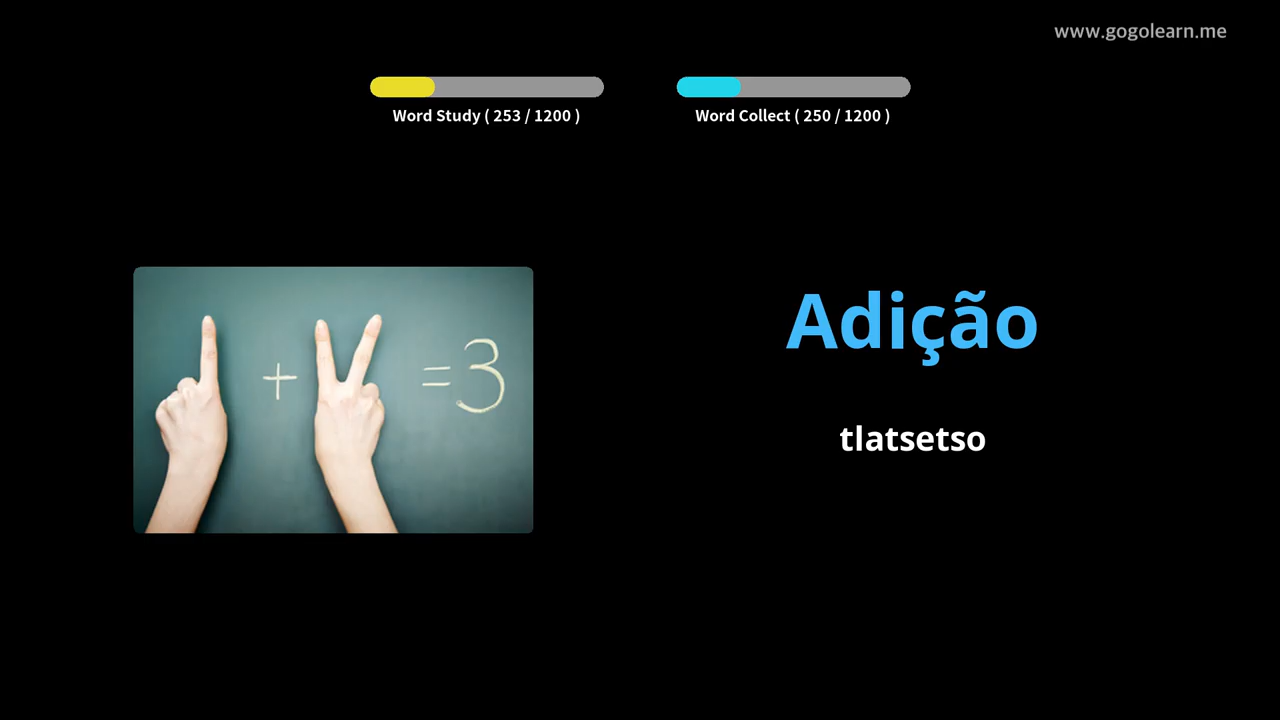 www.gogolearn.me
Word Study ( 253 / 1200 )
Word Collect ( 250 / 1200 )
+ = 3
Adição
tlatsetso